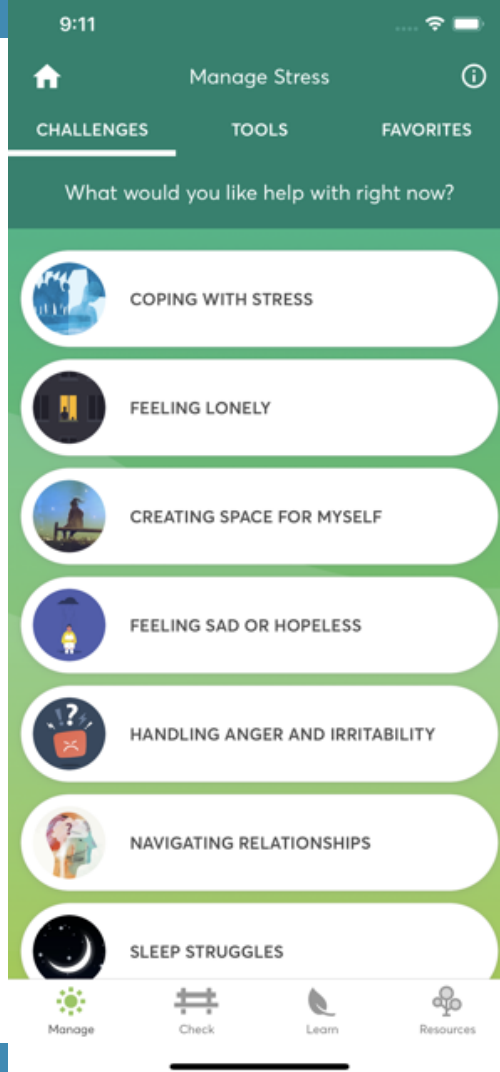 9:11
Manage Stress
CHALLENGES TOOLS FAVORITES
What would you like help with right now?
COPING WITH STRESS
FEELING LONELY
CREATING SPACE FOR MYSELF
FEELING SAD OR HOPELESS
!?
HANDLING ANGER AND IRRITABILITY
?
NAVIGATING RELATIONSHIPS
SLEEP STRUGGLES
Manage Check Learn Resources